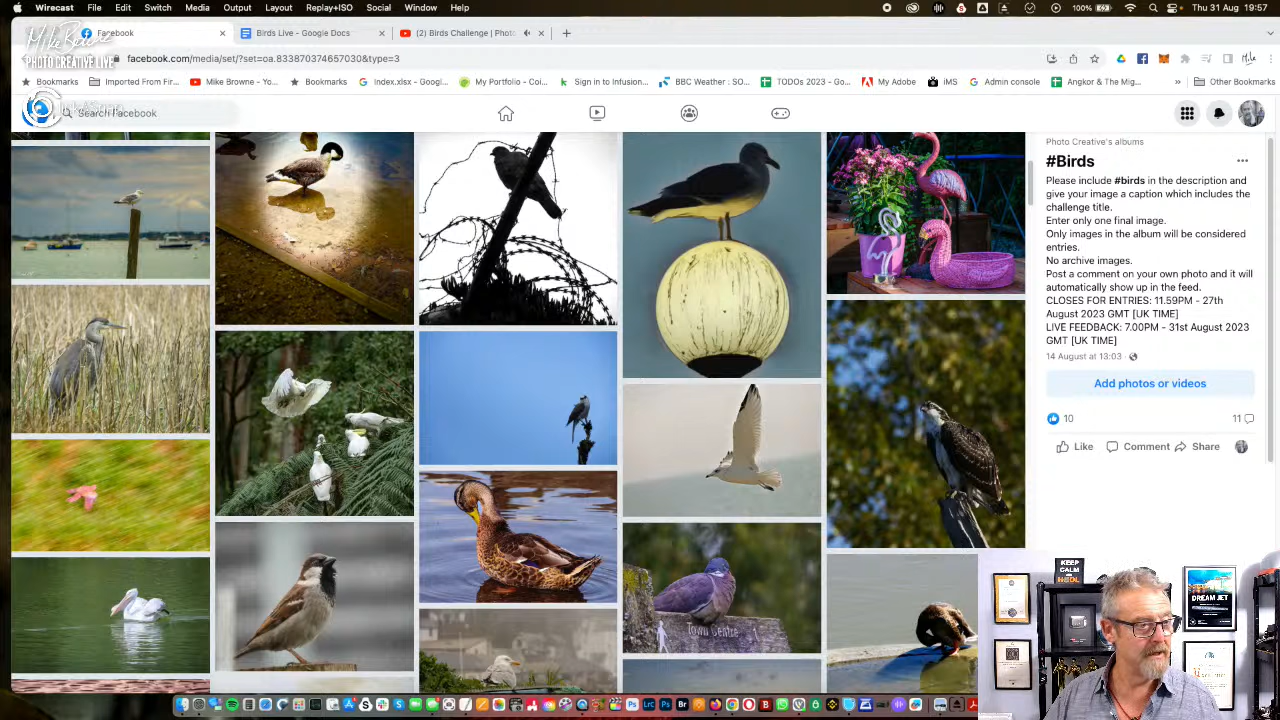 Wirecast File Edit Switch Media Output Layout Replay+ISO Social Window Help
100% Thu 31 Aug 19:57
Facebook
Birds Live - Google Docs
(2) Birds Challenge | Phot
Mike Browne
PHOTO CREATIVE LIVE
facebook.com/media/set/?set=oa.833870374657030&type=3
Bookmarks Imported From Fir... Mike Browne - You... Bookmarks Index.xlsx - Googl... My Portfolio - Coi... Sign in to Infusion... BBC Weather : SO... TODOs 2023 - Go... My Adobe iMS Admin console Angkor & The Mig... » Other Bookmarks
Search Facebook
Photo Creative's albums
#Birds
Please include #birds in the description and
give your image a caption which includes the
challenge title.
Enter only one final image.
Only images in the album will be considered
entries.
No archive images.
Post a comment on your own photo and it will
automatically show up in the feed.
CLOSES FOR ENTRIES: 11.59PM - 27th
August 2023 GMT [UK TIME]
LIVE FEEDBACK: 7.00PM - 31st August 2023
GMT [UK TIME]
14 August at 13:03 ·
Add photos or videos
10 11
Like Comment Share
Town Centre
KEEP
CALM
DREAM JET